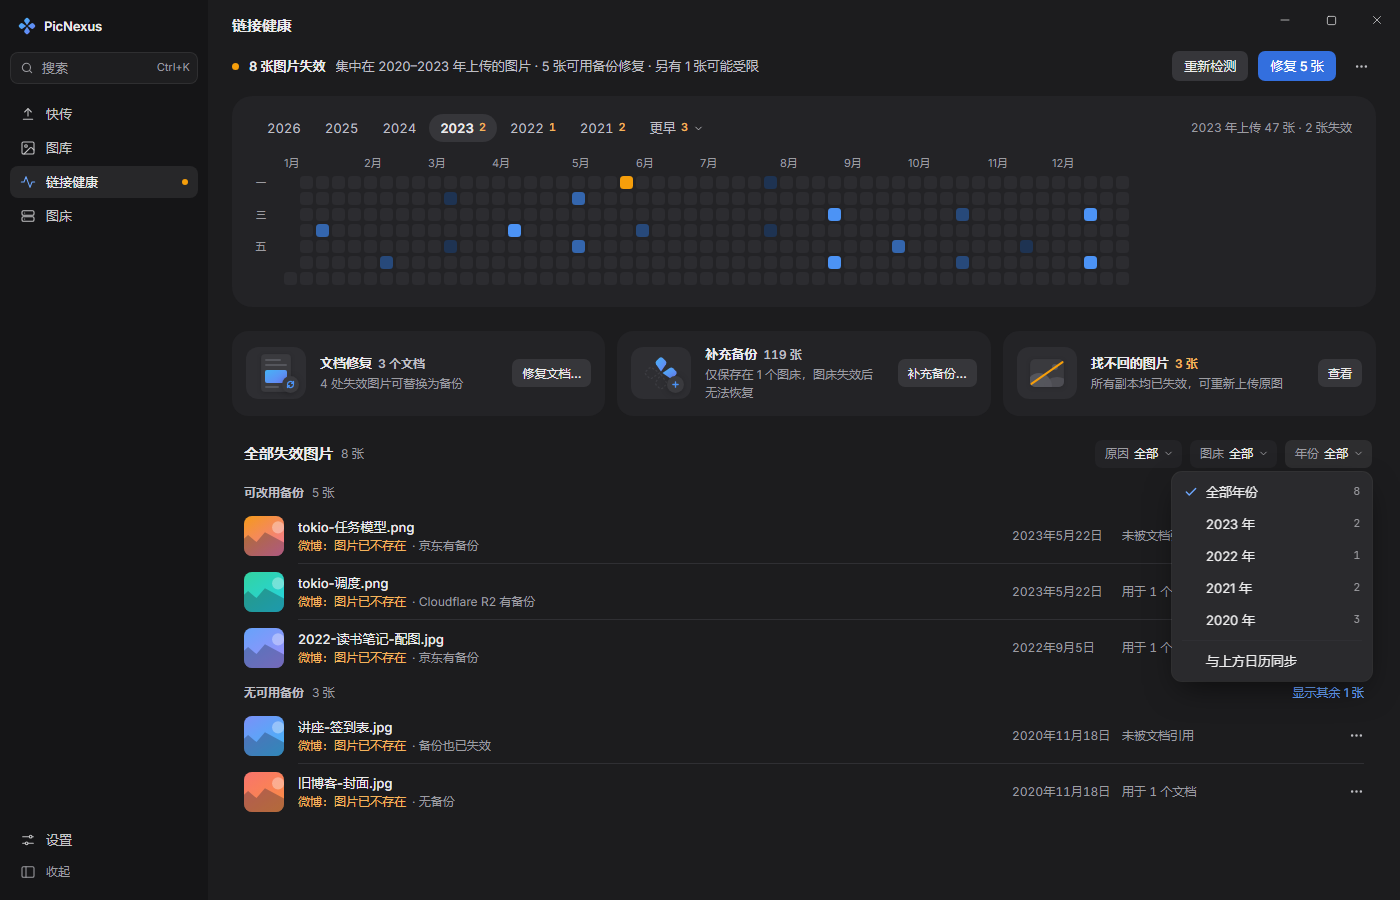 PicNexus
搜索 Ctrl+K
快传
图库
链接健康
图床
设置
收起
链接健康
8 张图片失效 集中在 2020–2023 年上传的图片 · 5 张可用备份修复 · 另有 1 张可能受限
重新检测 修复 5 张
2026 2025 2024 2023 2 2022 1 2021 2 更早 3
2023 年上传 47 张 · 2 张失效
1月 2月 3月 4月 5月 6月 7月 8月 9月 10月 11月 12月
一
三
五
文档修复 3 个文档
4 处失效图片可替换为备份
修复文档...
补充备份 119 张
仅保存在 1 个图床，图床失效后
无法恢复
补充备份...
找不回的图片 3 张
所有副本均已失效，可重新上传原图
查看
全部失效图片 8 张
原因 全部 图床 全部 年份 全部
全部年份 8
2023 年 2
2022 年 1
2021 年 2
2020 年 3
与上方日历同步
可改用备份 5 张
tokio-任务模型.png
微博：图片已不存在 · 京东有备份
2023年5月22日 未被文档
tokio-调度.png
微博：图片已不存在 · Cloudflare R2 有备份
2023年5月22日 用于 1 个
2022-读书笔记-配图.jpg
微博：图片已不存在 · 京东有备份
2022年9月5日 用于 1 个
无可用备份 3 张
显示其余 1 张
讲座-签到表.jpg
微博：图片已不存在 · 备份也已失效
2020年11月18日 未被文档引用
旧博客-封面.jpg
微博：图片已不存在 · 无备份
2020年11月18日 用于 1 个文档